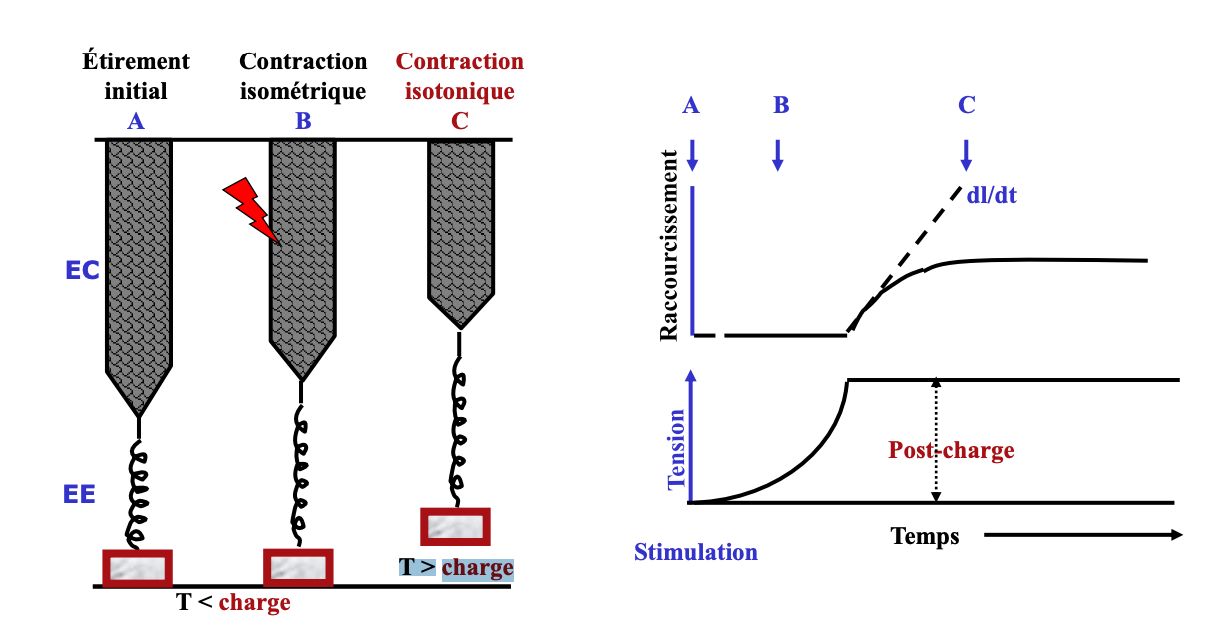 Étirement
initial
A
Contraction
isométrique
B
Contraction
isotonique
C
EC
EE
T > charge
T < charge
A
B
C
dl/dt
Raccourcissement
Tension
Post-charge
Temps
Stimulation